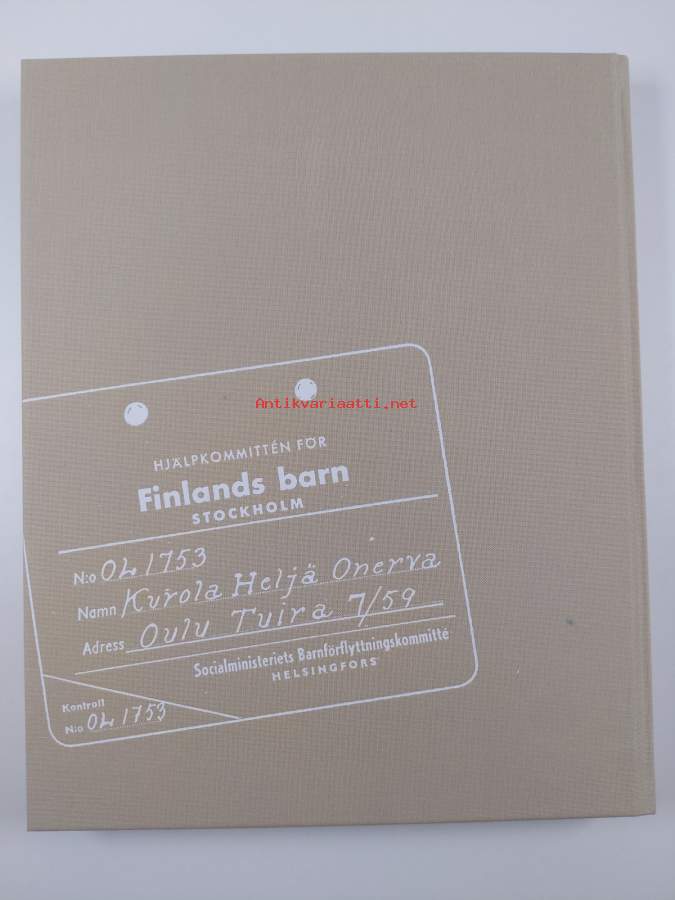 Antikvariaatti.net
HJÄLPKOMMITTÉN FÖR
Finlands barn
STOCKHOLM
N:o OL 1753
Namn Kurola Heljä Onerva
Adress Oulu Tuira 7/59
Socialministeriets Barnförflyttningskommitté
HELSINGFORS
Kontroll
N:o OL 1753